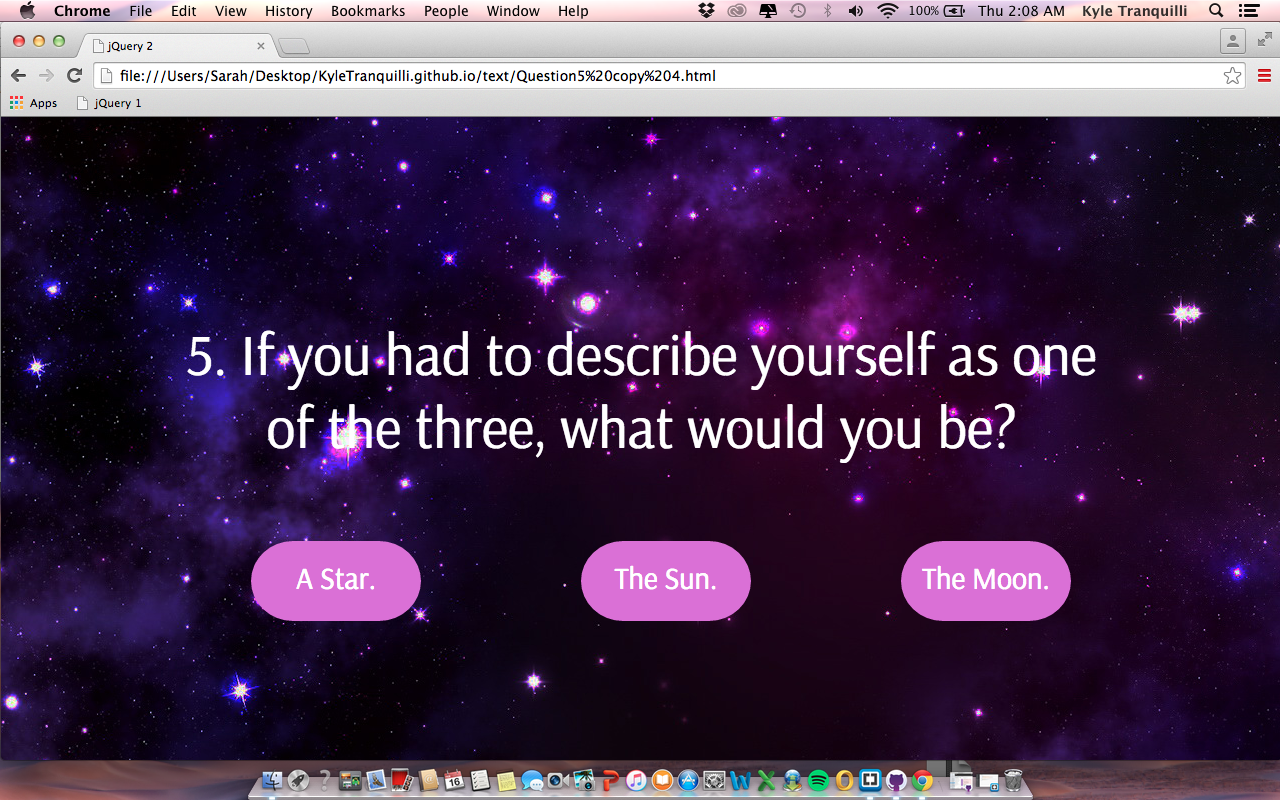 Chrome File Edit View History Bookmarks People Window Help 100% Thu 2:08 AM Kyle Tranquilli
jQuery 2
file:///Users/Sarah/Desktop/KyleTranquilli.github.io/text/Question5%20copy%204.html
Apps jQuery 1
5. If you had to describe yourself as one
of the three, what would you be?
A Star. The Sun. The Moon.
16